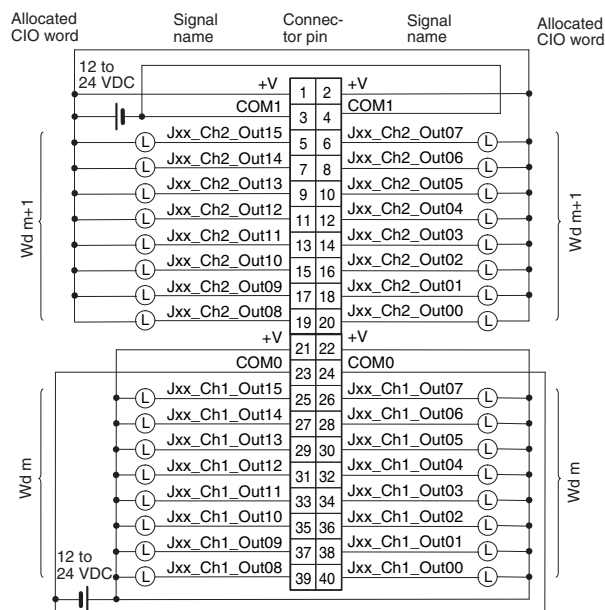 Allocated
CIO word
Signal
name
Connec-
tor pin
Signal
name
Allocated
CIO word
12 to
24 VDC
+V 1 2 +V
COM1 3 4 COM1
L Jxx_Ch2_Out15 5 6 Jxx_Ch2_Out07 L
L Jxx_Ch2_Out14 7 8 Jxx_Ch2_Out06 L
L Jxx_Ch2_Out13 9 10 Jxx_Ch2_Out05 L
L Jxx_Ch2_Out12 11 12 Jxx_Ch2_Out04 L
L Jxx_Ch2_Out11 13 14 Jxx_Ch2_Out03 L
L Jxx_Ch2_Out10 15 16 Jxx_Ch2_Out02 L
L Jxx_Ch2_Out09 17 18 Jxx_Ch2_Out01 L
L Jxx_Ch2_Out08 19 20 Jxx_Ch2_Out00 L
Wd m+1
Wd m+1
+V 21 22 +V
COM0 23 24 COM0
L Jxx_Ch1_Out15 25 26 Jxx_Ch1_Out07 L
L Jxx_Ch1_Out14 27 28 Jxx_Ch1_Out06 L
L Jxx_Ch1_Out13 29 30 Jxx_Ch1_Out05 L
L Jxx_Ch1_Out12 31 32 Jxx_Ch1_Out04 L
L Jxx_Ch1_Out11 33 34 Jxx_Ch1_Out03 L
L Jxx_Ch1_Out10 35 36 Jxx_Ch1_Out02 L
L Jxx_Ch1_Out09 37 38 Jxx_Ch1_Out01 L
L Jxx_Ch1_Out08 39 40 Jxx_Ch1_Out00 L
Wd m
Wd m
12 to
24 VDC